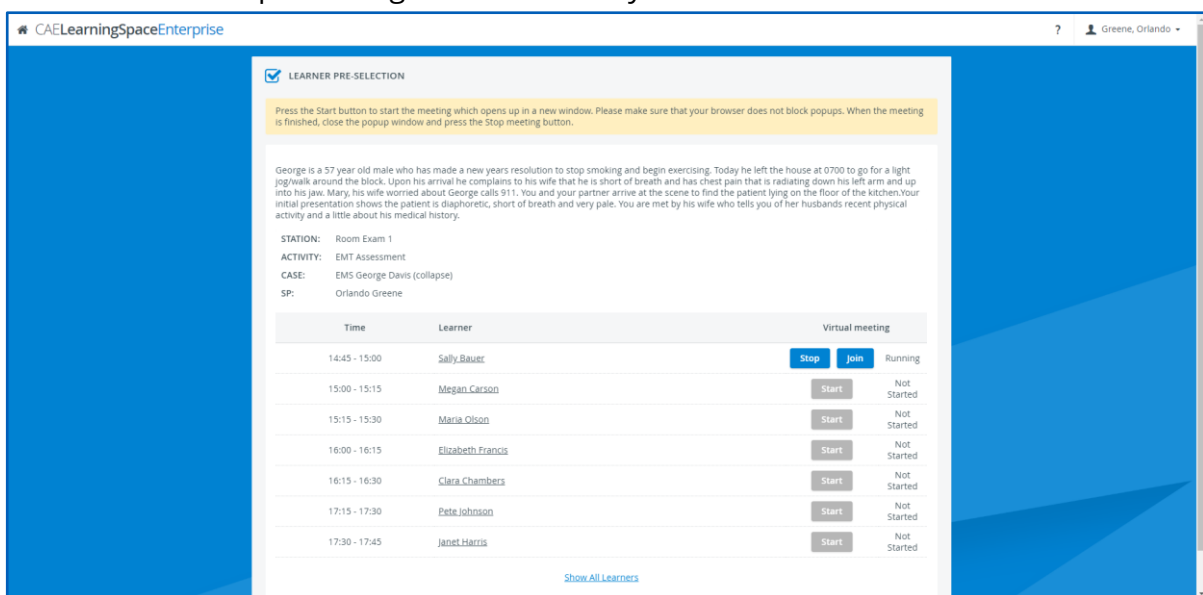 CAELearningSpaceEnterprise
? Greene, Orlando
LEARNER PRE-SELECTION
Press the Start button to start the meeting which opens up in a new window. Please make sure that your browser does not block popups. When the meeting
is finished, close the popup window and press the Stop meeting button.
George is a 57 year old male who has made a new years resolution to stop smoking and begin exercising. Today he left the house at 0700 to go for a light
jog/walk around the block. Upon his arrival he complains to his wife that he is short of breath and has chest pain that is radiating down his left arm and up
into his jaw. Mary, his wife worried about George calls 911. You and your partner arrive at the scene to find the patient lying on the floor of the kitchen.Your
initial presentation shows the patient is diaphoretic, short of breath and very pale. You are met by his wife who tells you of her husbands recent physical
activity and a little about his medical history.
STATION: Room Exam 1
ACTIVITY: EMT Assessment
CASE: EMS George Davis (collapse)
SP: Orlando Greene
Time Learner Virtual meeting
14:45 - 15:00 Sally Bauer Stop Join Running
15:00 - 15:15 Megan Carson Start Not Started
15:15 - 15:30 Maria Olson Start Not Started
16:00 - 16:15 Elizabeth Francis Start Not Started
16:15 - 16:30 Clara Chambers Start Not Started
17:15 - 17:30 Pete Johnson Start Not Started
17:30 - 17:45 Janet Harris Start Not Started
Show All Learners